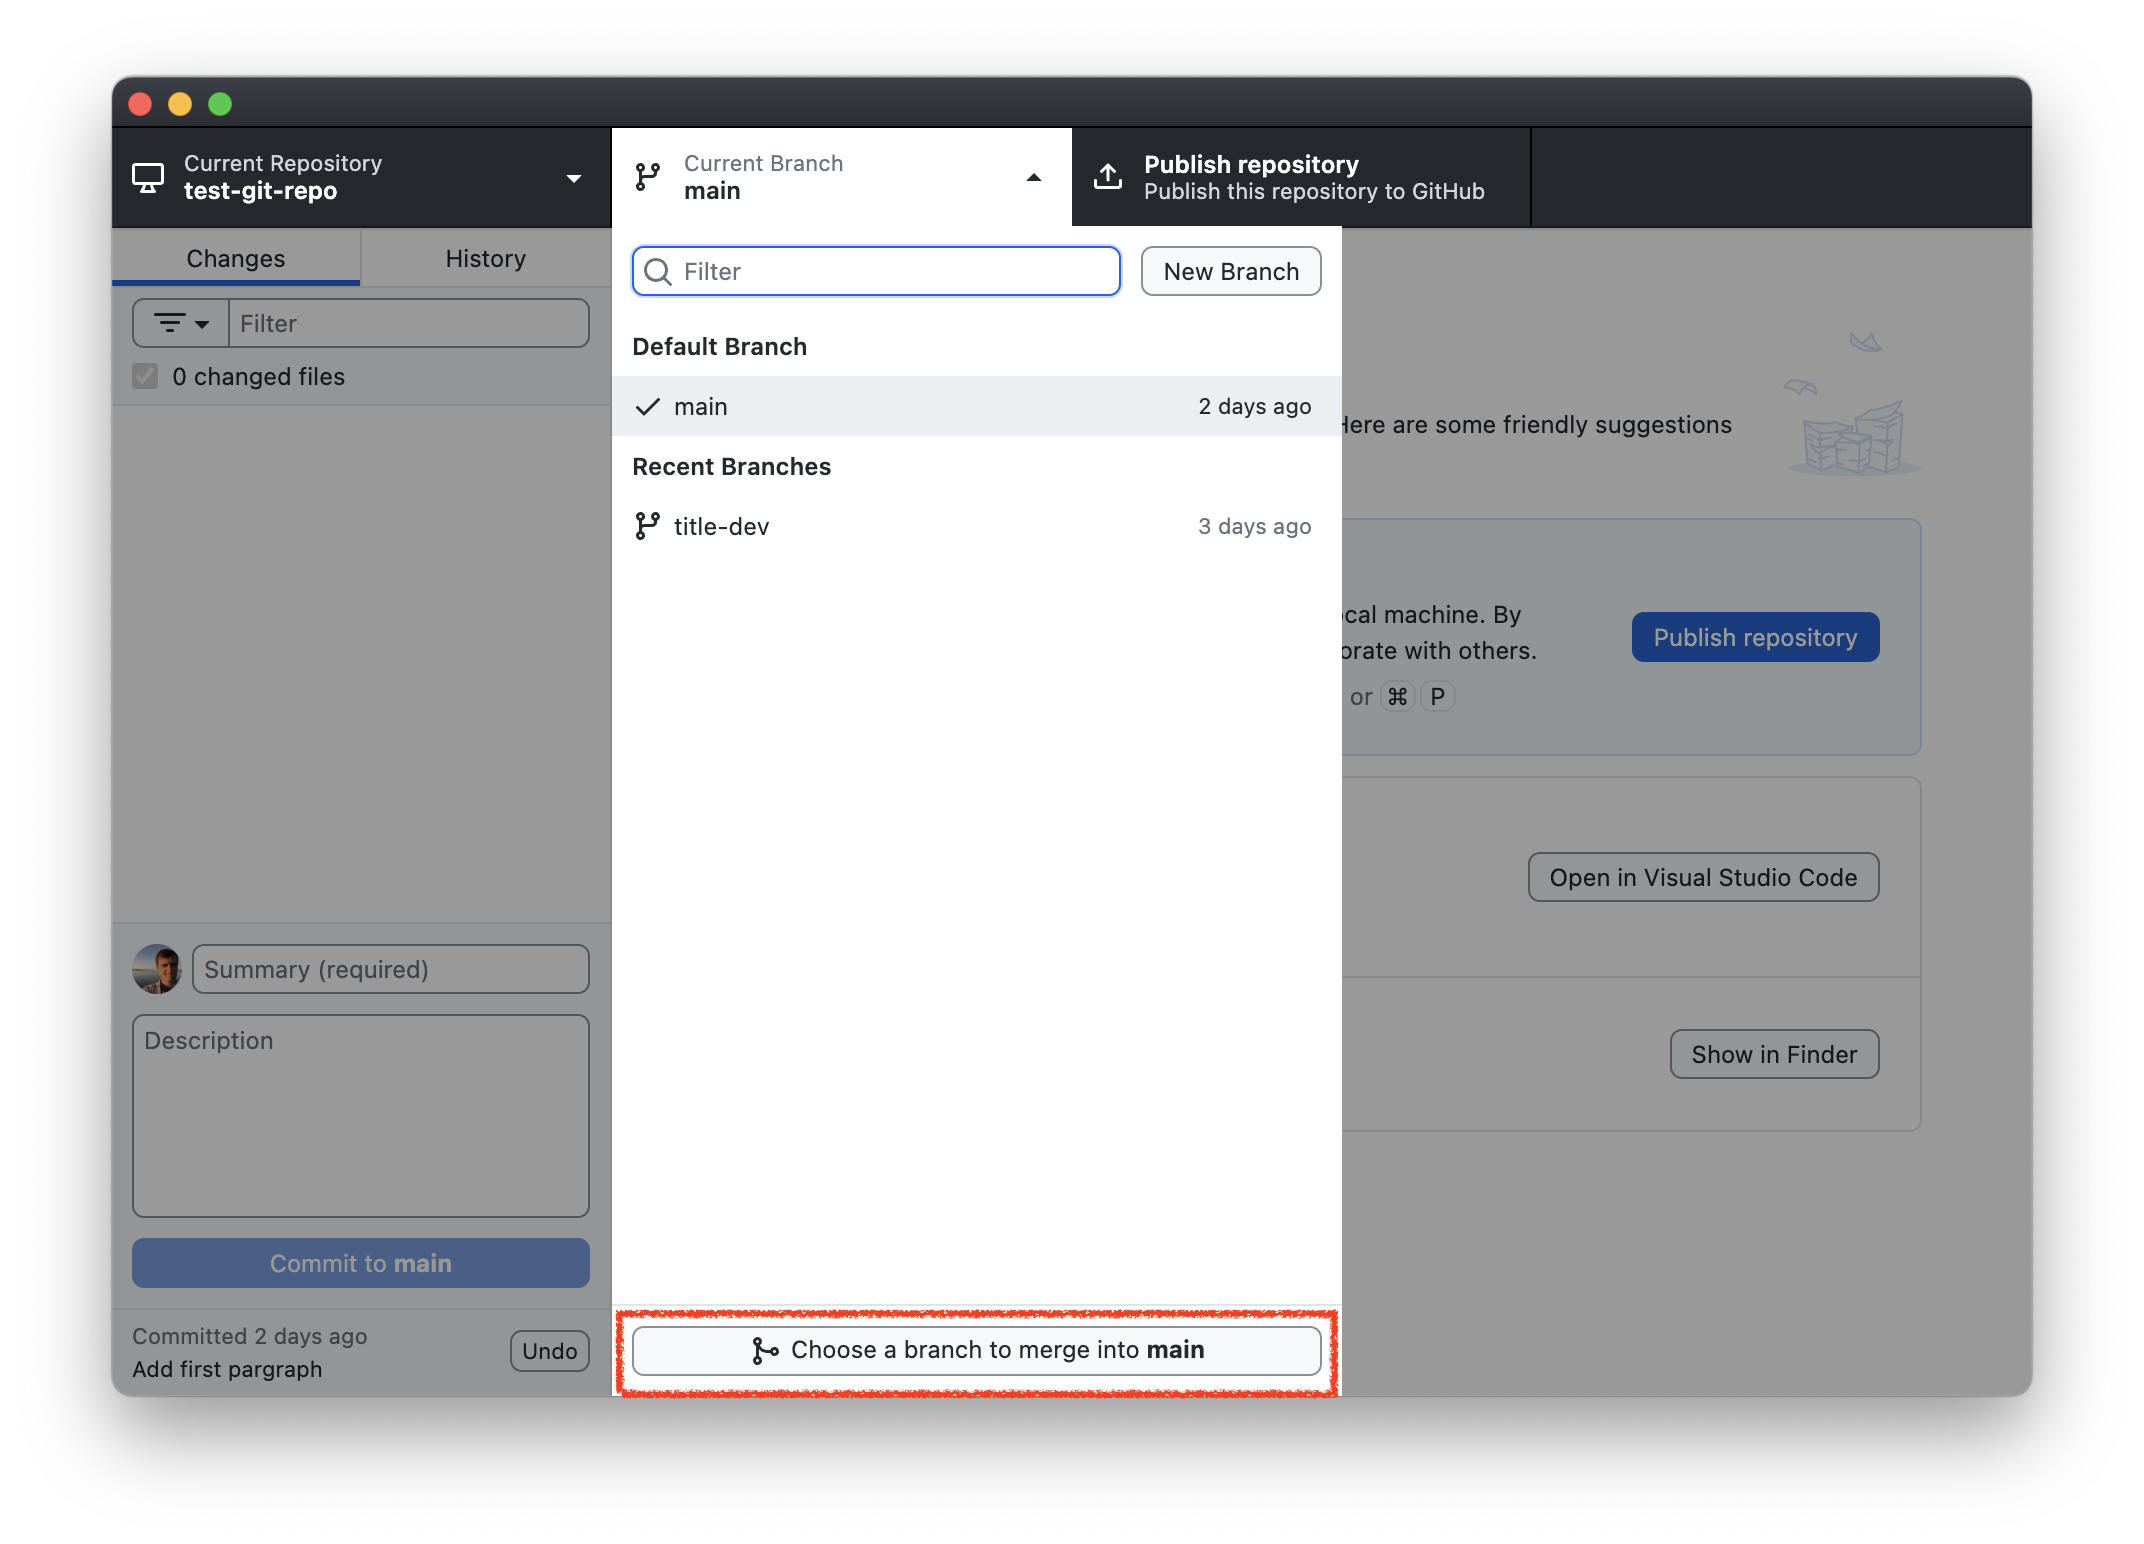 Current Repository
test-git-repo
Current Branch
main
Publish repository
Publish this repository to GitHub
Changes
History
Filter
0 changed files
Filter
New Branch
Default Branch
main
2 days ago
Recent Branches
title-dev
3 days ago
Here are some friendly suggestions
cal machine. By
orate with others.
or ⌘ P
Publish repository
Open in Visual Studio Code
Show in Finder
Summary (required)
Description
Commit to main
Committed 2 days ago
Add first pargraph
Undo
Choose a branch to merge into main